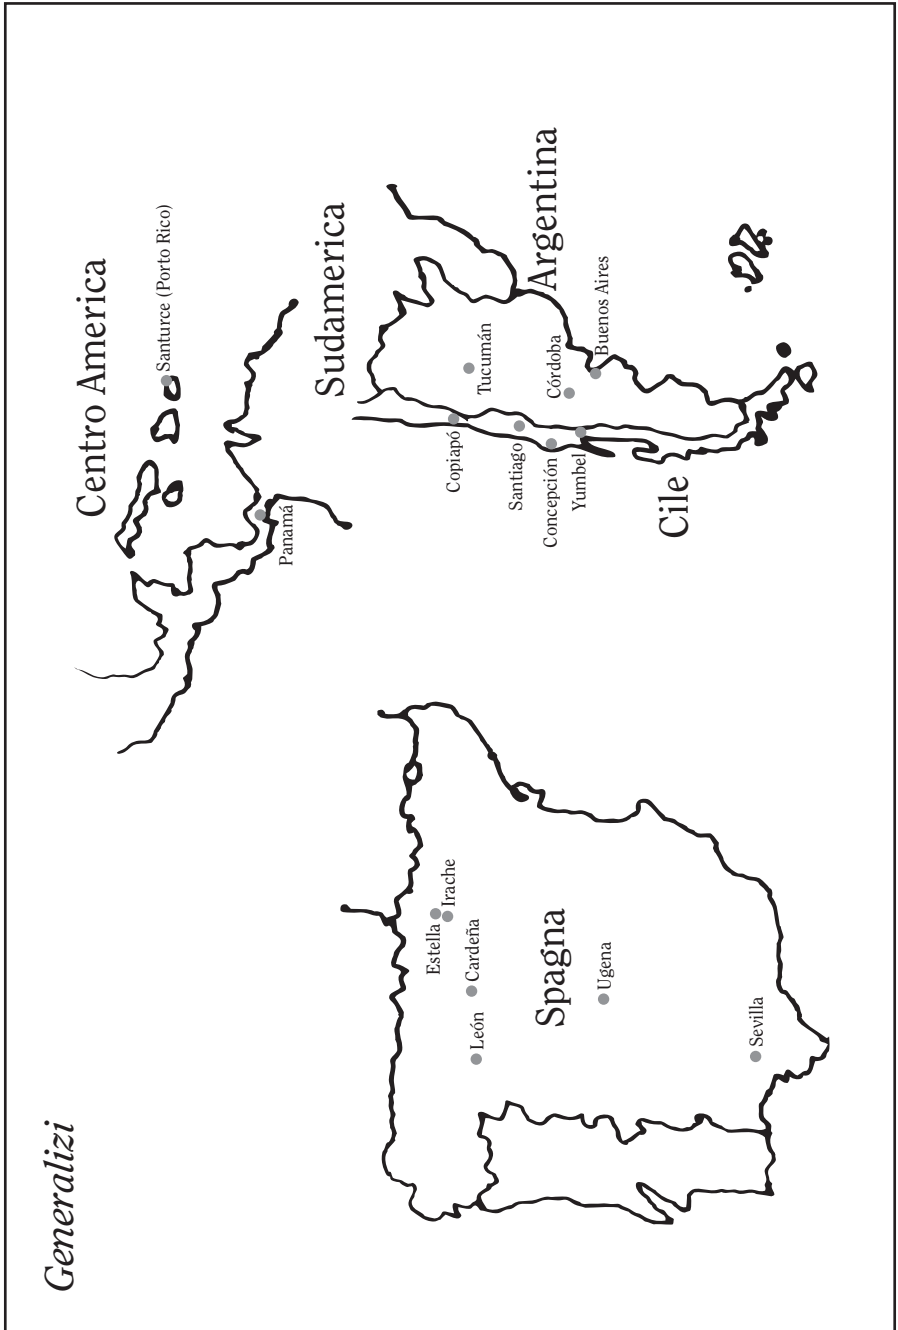 Generalizi
Centro America
Santurce (Porto Rico)
Panamá
Sudamerica
Argentina
Tucumán
Córdoba
Buenos Aires
Copiapó
Santiago
Concepción
Yumbel
Cile
Estella
Irache
Cardeña
León
Spagna
Ugena
Sevilla